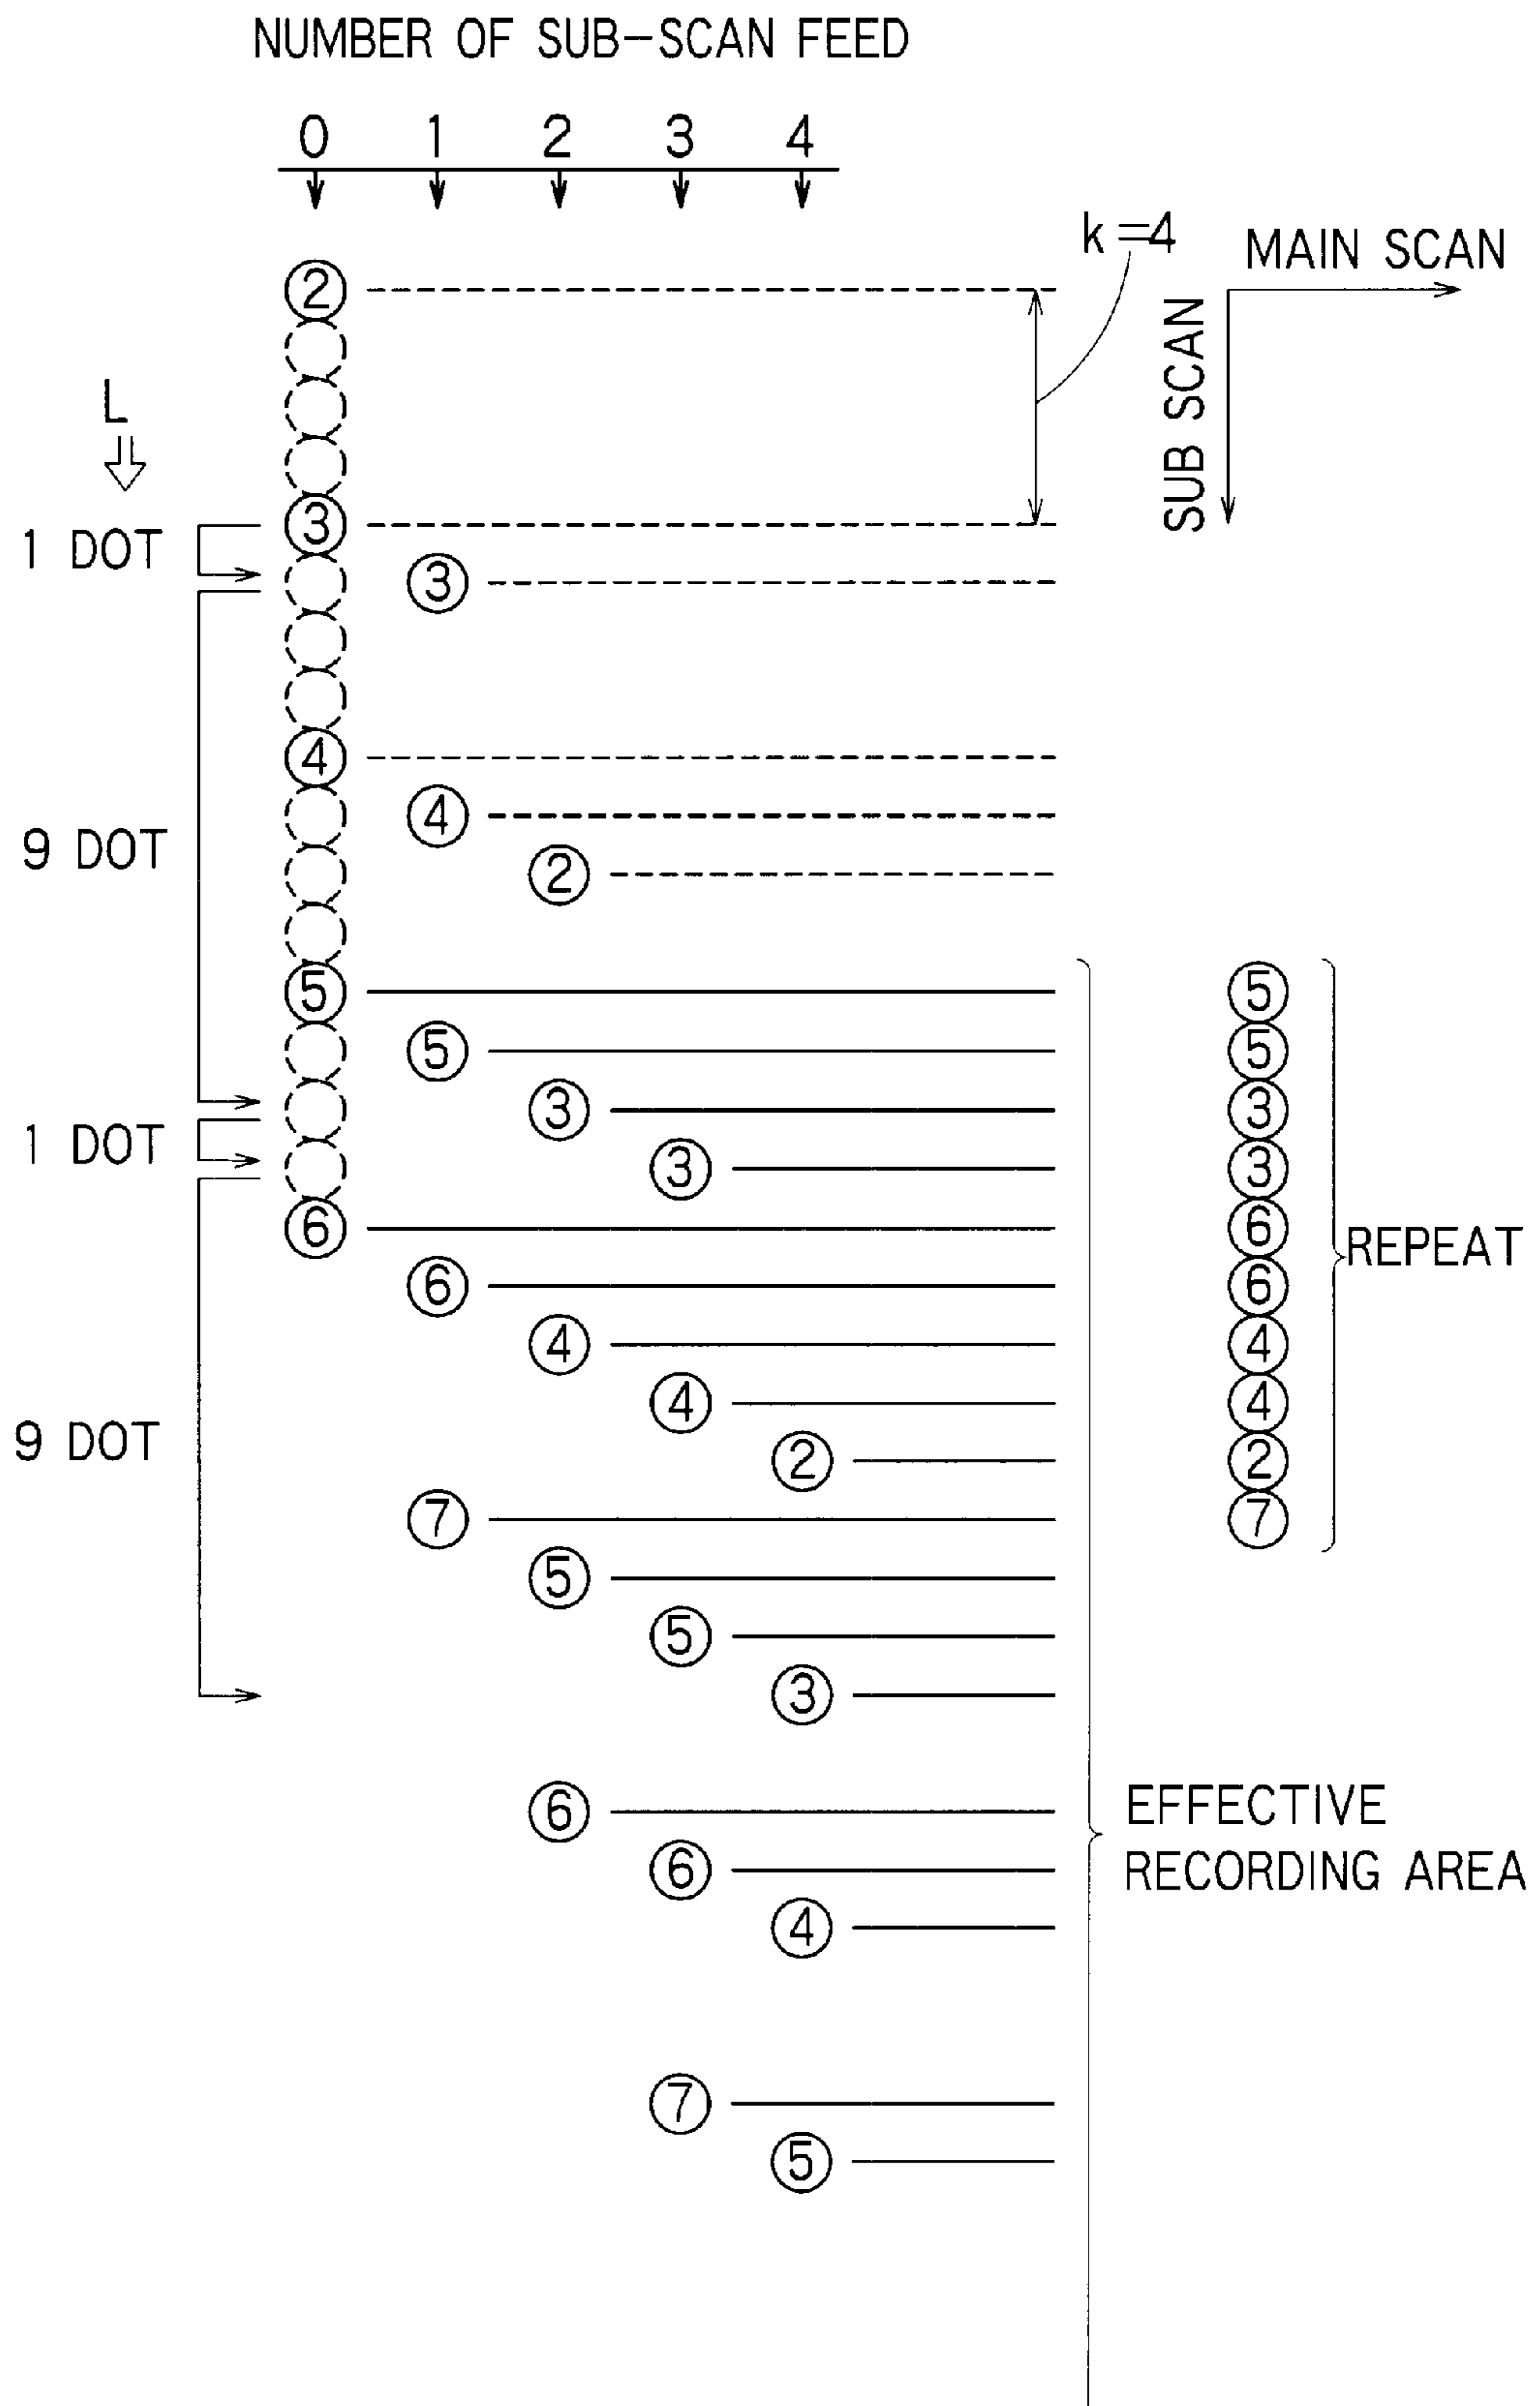 NUMBER OF SUB-SCAN FEED
0 1 2 3 4
k=4
MAIN SCAN
SUB SCAN
②
L
③
1 DOT
③
④
④
9 DOT
②
⑤ ⑤
⑤ ⑤
③ ③
1 DOT
③ ③
⑥ ⑥
REPEAT
⑥ ⑥
④ ④
④ ④
9 DOT
② ②
⑦ ⑦
⑤
⑤
③
⑥
EFFECTIVE
⑥
RECORDING AREA
④
⑦
⑤